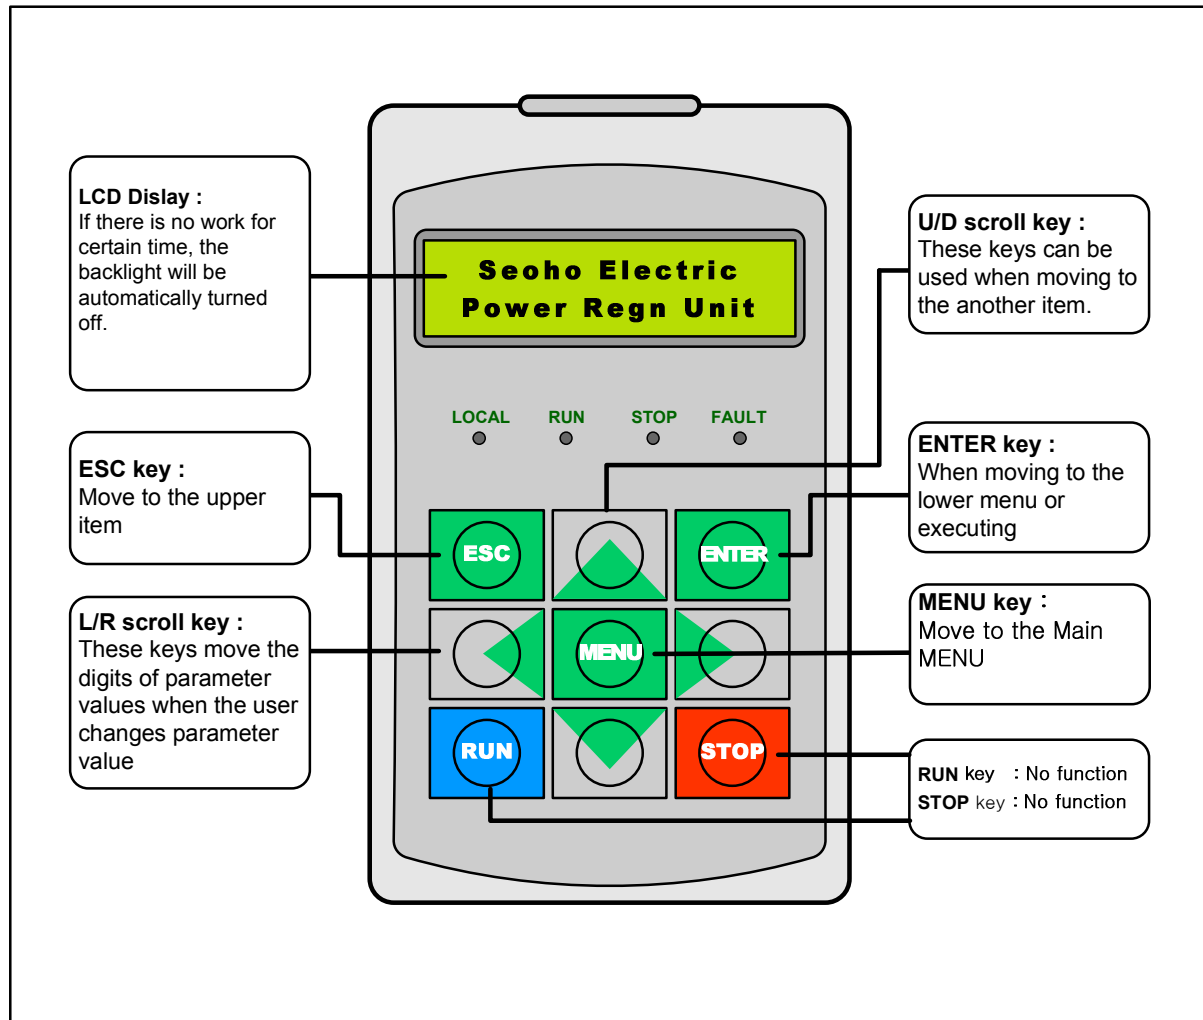 LCD Dislay :
If there is no work for
certain time, the
backlight will be
automatically turned
off.
ESC key :
Move to the upper
item
L/R scroll key :
These keys move the
digits of parameter
values when the user
changes parameter
value
Seoho Electric
Power Regn Unit
LOCAL RUN STOP FAULT
ESC ENTER
MENU
RUN STOP
U/D scroll key :
These keys can be
used when moving to
the another item.
ENTER key :
When moving to the
lower menu or
executing
MENU key :
Move to the Main
MENU
RUN key : No function
STOP key : No function